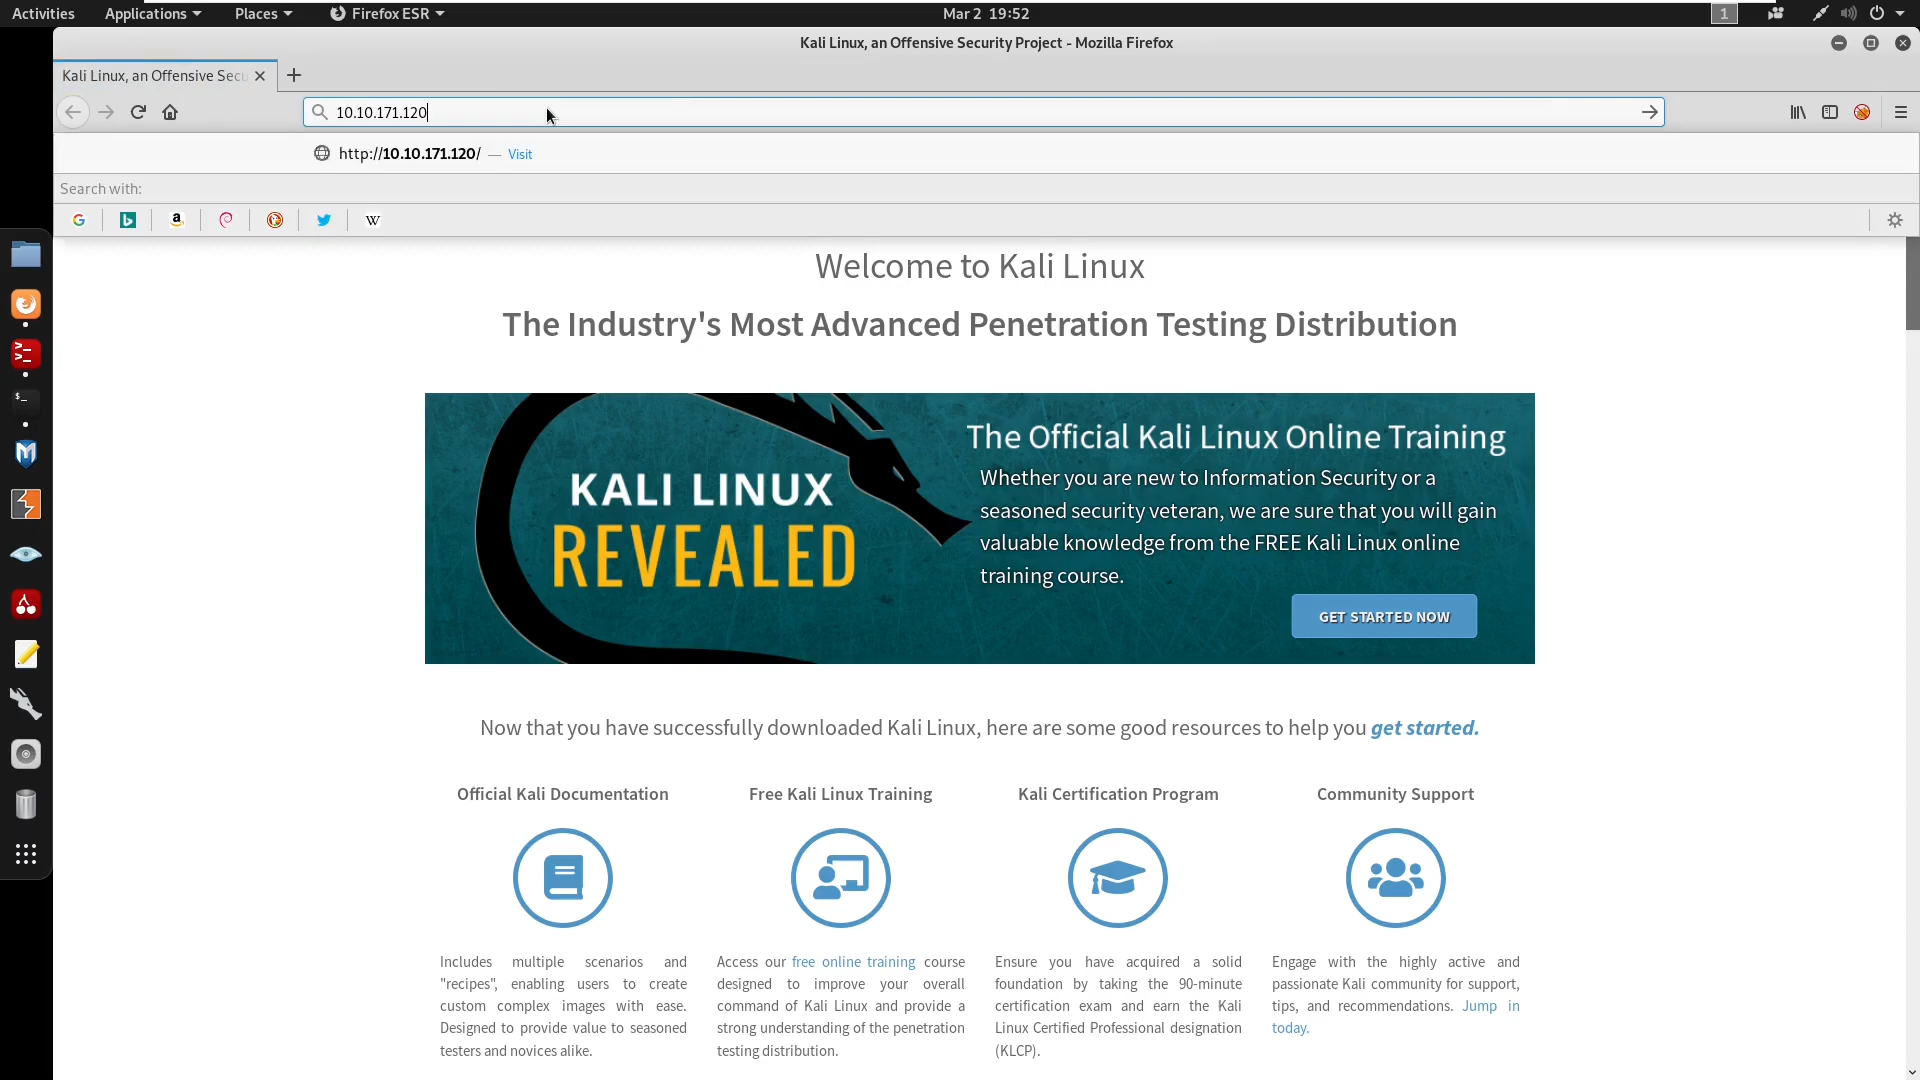 Activities Applications Places Firefox ESR Mar 2 19:52 1
Kali Linux, an Offensive Security Project - Mozilla Firefox
Kali Linux, an Offensive Secu
10.10.171.120
http://10.10.171.120/ — Visit
Search with:
Welcome to Kali Linux
The Industry's Most Advanced Penetration Testing Distribution
KALI LINUX
REVEALED
The Official Kali Linux Online Training
Whether you are new to Information Security or a
seasoned security veteran, we are sure that you will gain
valuable knowledge from the FREE Kali Linux online
training course.
GET STARTED NOW
Now that you have successfully downloaded Kali Linux, here are some good resources to help you get started.
Official Kali Documentation
Includes multiple scenarios and
"recipes", enabling users to create
custom complex images with ease.
Designed to provide value to seasoned
testers and novices alike.
Free Kali Linux Training
Access our free online training course
designed to improve your overall
command of Kali Linux and provide a
strong understanding of the penetration
testing distribution.
Kali Certification Program
Ensure you have acquired a solid
foundation by taking the 90-minute
certification exam and earn the Kali
Linux Certified Professional designation
(KLCP).
Community Support
Engage with the highly active and
passionate Kali community for support,
tips, and recommendations. Jump in
today.